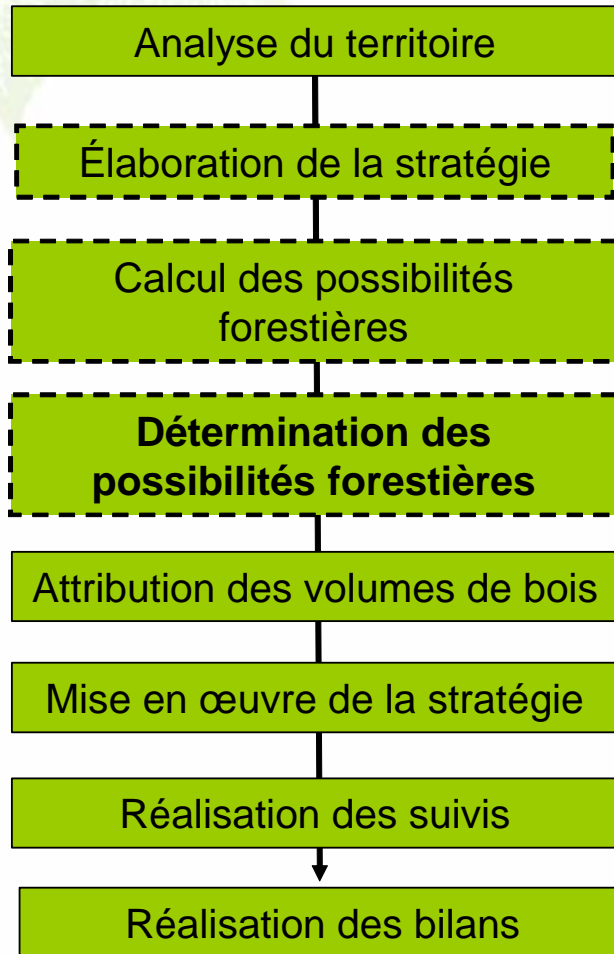 Analyse du territoire
Élaboration de la stratégie
Calcul des possibilités
forestières
Détermination des
possibilités forestières
Attribution des volumes de bois
Mise en œuvre de la stratégie
Réalisation des suivis
Réalisation des bilans